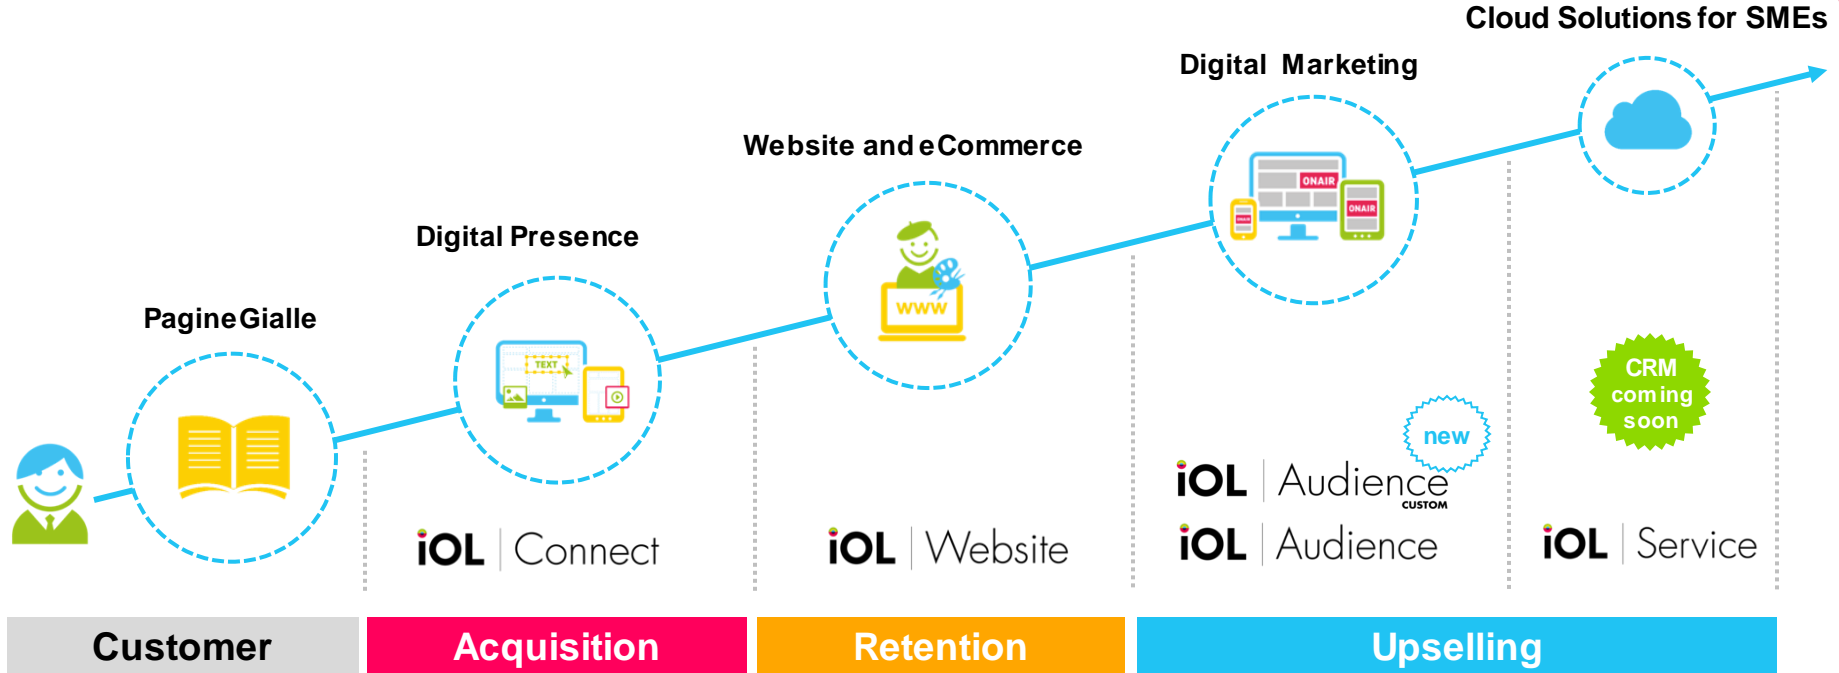 Cloud Solutions for SMEs
Digital Marketing
Website and eCommerce
Digital Presence
PagineGialle
ONAIR
ONAIR
ONAIR
WWW
TEXT
CRM
coming
soon
new
iOL | Audience
CUSTOM
iOL | Connect
iOL | Website
iOL | Audience
iOL | Service
Customer
Acquisition
Retention
Upselling